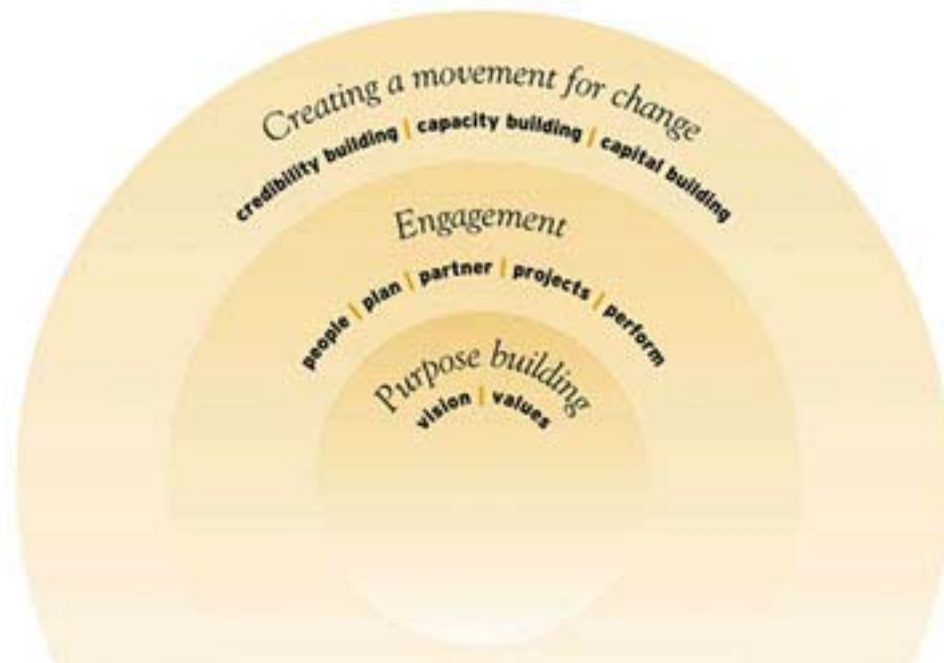 Creating a movement for change
credibility building | capacity building | capital building
Engagement
people | plan | partner | projects | perform
Purpose building
vision | values